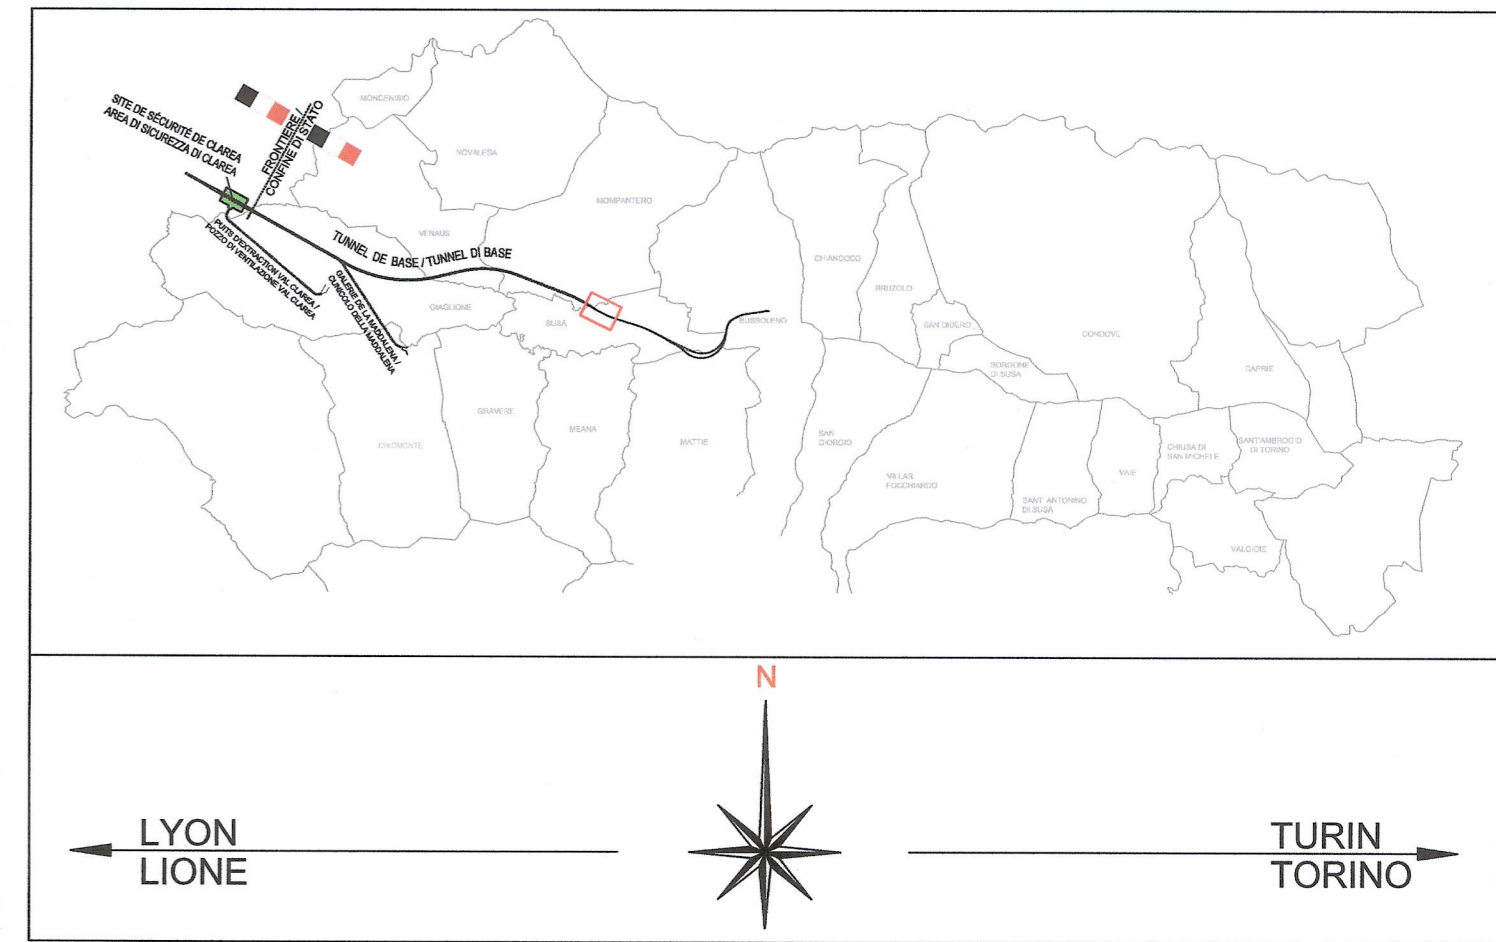 MONCENISIO
SITE DE SÉCURITÉ DE CLAREA
AREA DI SICUREZZA DI CLAREA
FRONTIERE /
CONFINE DI STATO
NOVALESA
MOMPANTERO
VENAUS
TUNNEL DE BASE / TUNNEL DI BASE
PUITS D'EXTRACTION VAL CLAREA /
POZZO DI VENTILAZIONE VAL CLAREA
GALERIE DE LA MADDALENA /
CUNICOLO DELLA MADDALENA
CHIANOCCO
BRUZOLO
GIAGLIONE
SUSA
BUSSOLENO
SAN DIDERO
CONDOVE
BORGONE
DI SUSA
CAPRIE
GRAVERE
MEANA
MATTIE
CHIOMONTE
SAN
GIORGIO
VILLAR
FOCCHIARDO
SANT' ANTONINO
DI SUSA
VAIE
CHIUSA DI
SAN MICHELE
SANT'AMBROGIO
DI TORINO
VALGIOIE
N
LYON
LIONE
TURIN
TORINO